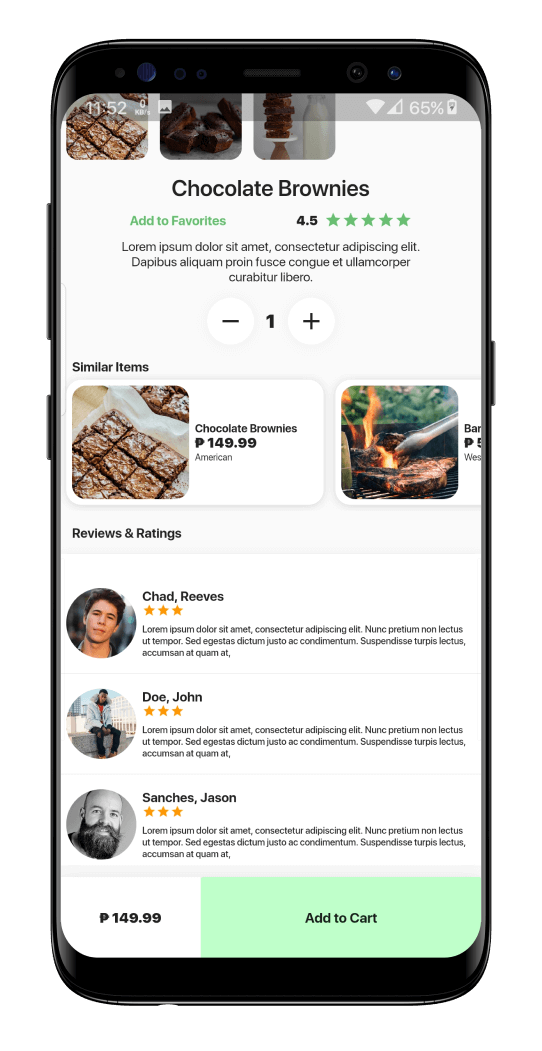 11:52 0 KB/s 65%
Chocolate Brownies
Add to Favorites 4.5
Lorem ipsum dolor sit amet, consectetur adipiscing elit.
Dapibus aliquam proin fusce congue et ullamcorper
curabitur libero.
1
Similar Items
Chocolate Brownies
₱ 149.99
American
Bar
₱ 5
Wes
Reviews & Ratings
Chad, Reeves
Lorem ipsum dolor sit amet, consectetur adipiscing elit. Nunc pretium non lectus
ut tempor. Sed egestas dictum justo ac condimentum. Suspendisse turpis lectus,
accumsan at quam at,
Doe, John
Lorem ipsum dolor sit amet, consectetur adipiscing elit. Nunc pretium non lectus
ut tempor. Sed egestas dictum justo ac condimentum. Suspendisse turpis lectus,
accumsan at quam at,
Sanches, Jason
Lorem ipsum dolor sit amet, consectetur adipiscing elit. Nunc pretium non lectus
ut tempor. Sed egestas dictum justo ac condimentum. Suspendisse turpis lectus,
accumsan at quam at,
₱ 149.99
Add to Cart